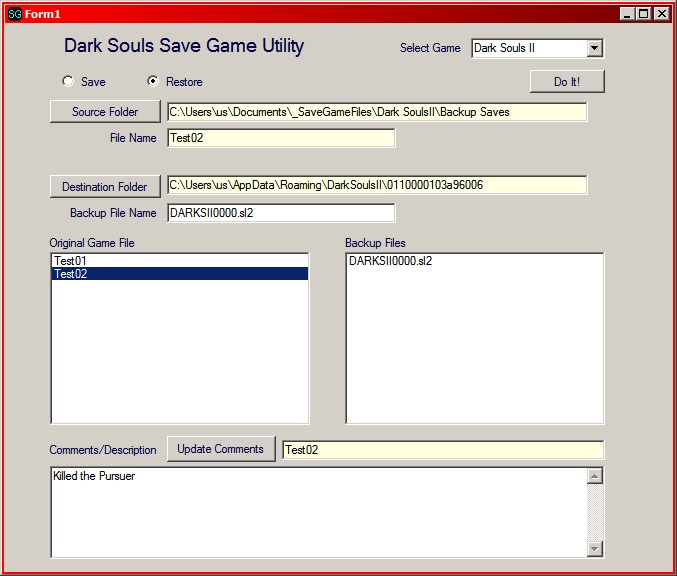 SG Form1
Dark Souls Save Game Utility
Select Game Dark Souls II
Save Restore Do It!
Source Folder C:\Users\us\Documents\_SaveGameFiles\Dark SoulsII\Backup Saves
File Name Test02
Destination Folder C:\Users\us\AppData\Roaming\DarkSoulsII\0110000103a96006
Backup File Name DARKSII0000.sl2
Original Game File Backup Files
Test01 DARKSII0000.sl2
Test02
Comments/Description Update Comments Test02
Killed the Pursuer